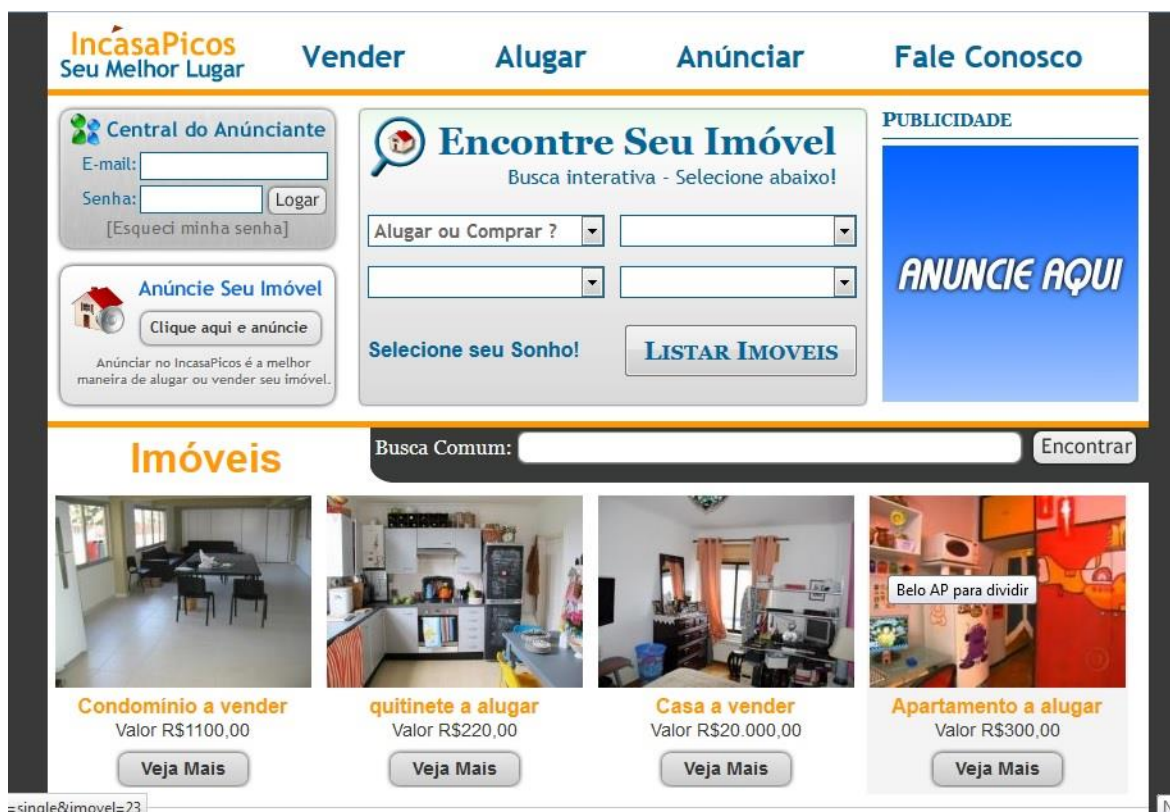 IncasaPicos
Seu Melhor Lugar
Vender
Alugar
Anúnciar
Fale Conosco
Central do Anúnciante
E-mail:
Senha:
Logar
[Esqueci minha senha]
Anúncie Seu Imóvel
Clique aqui e anúncie
Anúnciar no IncasaPicos é a melhor
maneira de alugar ou vender seu imóvel.
Encontre Seu Imóvel
Busca interativa - Selecione abaixo!
Alugar ou Comprar ?
Selecione seu Sonho!
LISTAR IMOVEIS
PUBLICIDADE
ANUNCIE AQUI
Imóveis
Busca Comum:
Encontrar
Condomínio a vender
Valor R$1100,00
Veja Mais
quitinete a alugar
Valor R$220,00
Veja Mais
Casa a vender
Valor R$20.000,00
Veja Mais
Belo AP para dividir
Apartamento a alugar
Valor R$300,00
Veja Mais
=single&imovel=23